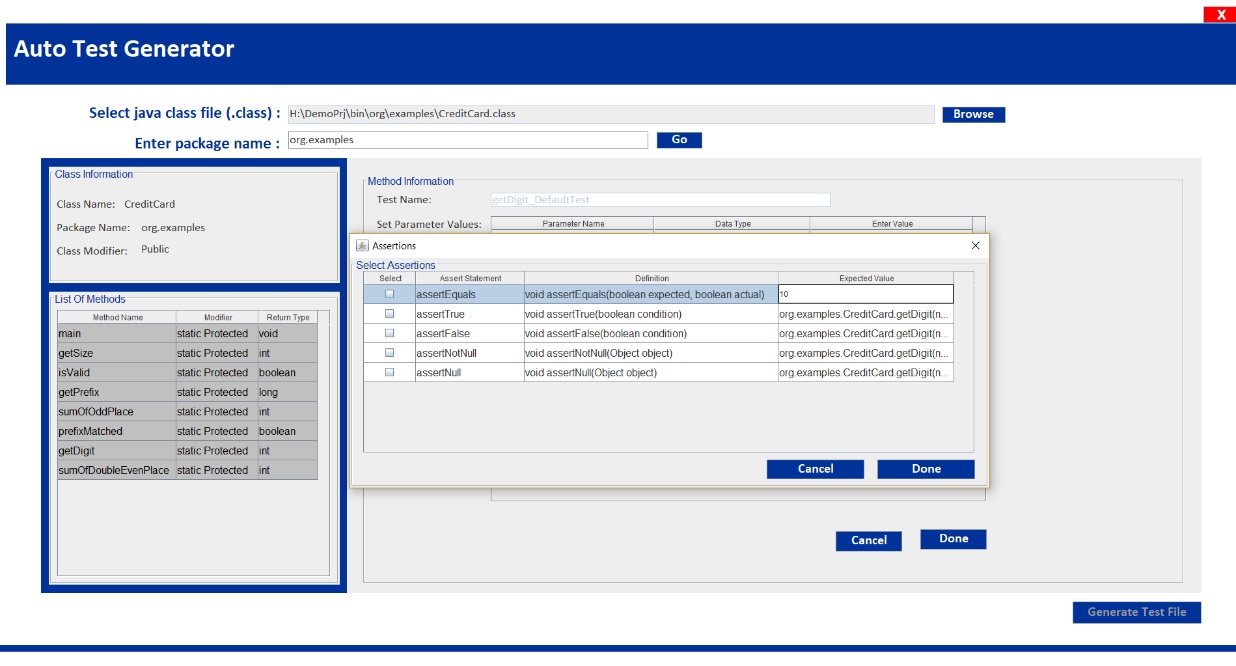 X
Auto Test Generator
Select java class file (.class) : H:\DemoPrj\bin\org\examples\CreditCard.class Browse
Enter package name : org.examples Go
Class Information
Class Name: CreditCard
Package Name: org.examples
Class Modifier: Public
List Of Methods
Method Name Modifier Return Type
main static Protected void
getSize static Protected int
isValid static Protected boolean
getPrefix static Protected long
sumOfOddPlace static Protected int
prefixMatched static Protected boolean
getDigit static Protected int
sumOfDoubleEvenPlace static Protected int
Method Information
Test Name: getDigit_DefaultTest
Set Parameter Values: Parameter Name Data Type Enter Value
Assertions
Select Assertions
Select Assert Statement Definition Expected Value
assertEquals void assertEquals(boolean expected, boolean actual) 10
assertTrue void assertTrue(boolean condition) org.examples.CreditCard.getDigit(n...
assertFalse void assertFalse(boolean condition) org.examples.CreditCard.getDigit(n...
assertNotNull void assertNotNull(Object object) org.examples.CreditCard.getDigit(n...
assertNull void assertNull(Object object) org.examples.CreditCard.getDigit(n...
Cancel Done
Cancel Done
Generate Test File